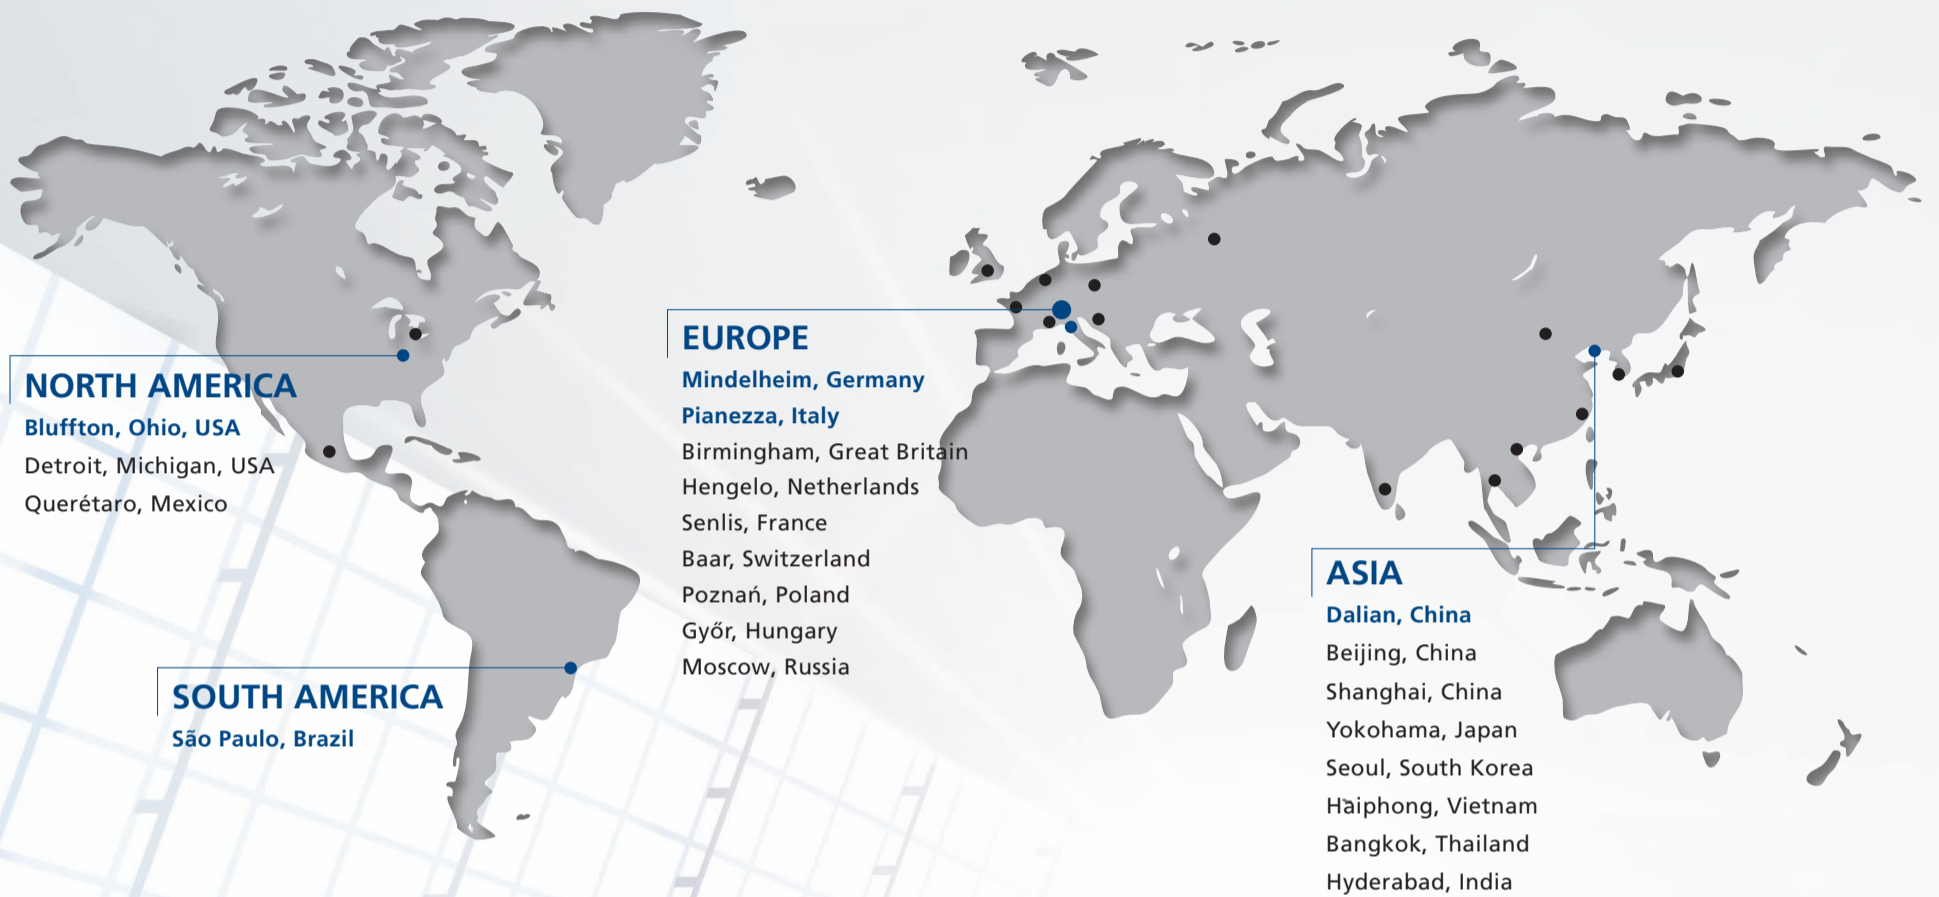 NORTH AMERICA
Bluffton, Ohio, USA
Detroit, Michigan, USA
Querétaro, Mexico
SOUTH AMERICA
São Paulo, Brazil
EUROPE
Mindelheim, Germany
Pianezza, Italy
Birmingham, Great Britain
Hengelo, Netherlands
Senlis, France
Baar, Switzerland
Poznań, Poland
Győr, Hungary
Moscow, Russia
ASIA
Dalian, China
Beijing, China
Shanghai, China
Yokohama, Japan
Seoul, South Korea
Haiphong, Vietnam
Bangkok, Thailand
Hyderabad, India